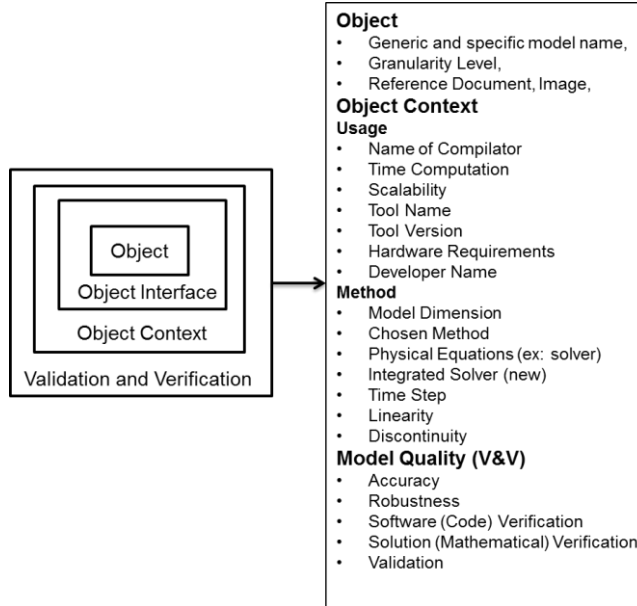 Object
Object Interface
Object Context
Validation and Verification
Object
• Generic and specific model name,
• Granularity Level,
• Reference Document, Image,
Object Context
Usage
• Name of Compilator
• Time Computation
• Scalability
• Tool Name
• Tool Version
• Hardware Requirements
• Developer Name
Method
• Model Dimension
• Chosen Method
• Physical Equations (ex: solver)
• Integrated Solver (new)
• Time Step
• Linearity
• Discontinuity
Model Quality (V&V)
• Accuracy
• Robustness
• Software (Code) Verification
• Solution (Mathematical) Verification
• Validation